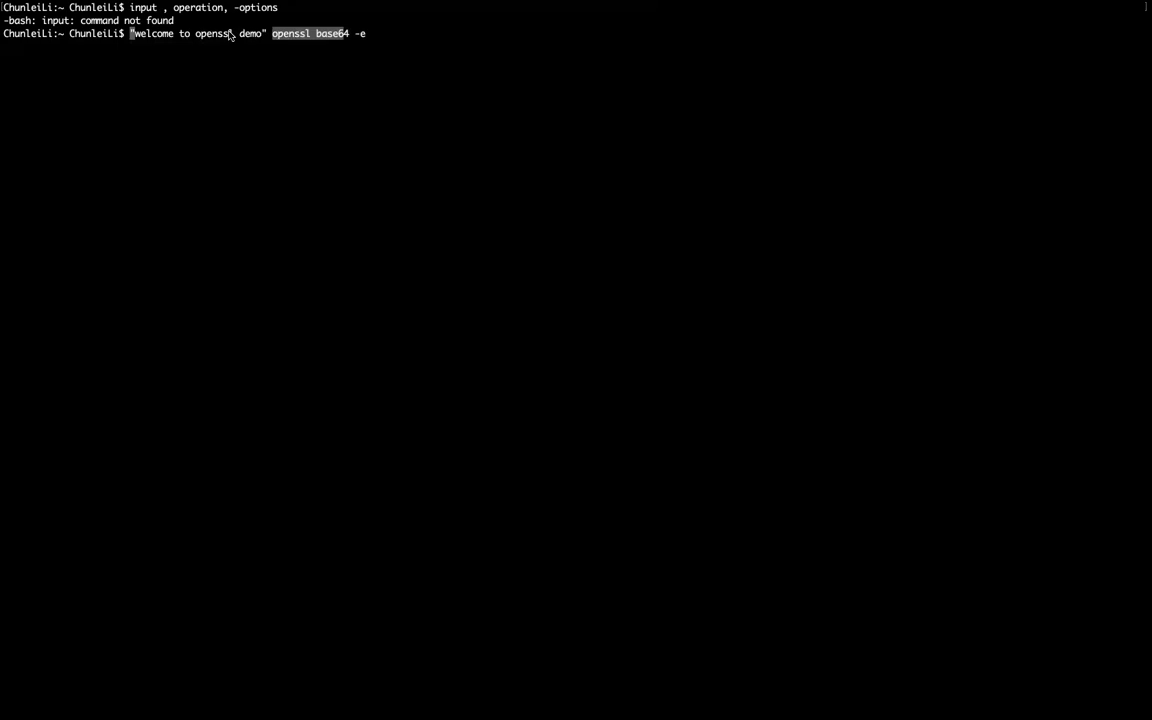 ChunleiLi:~ ChunleiLi$ input , operation, -options
-bash: input: command not found
ChunleiLi:~ ChunleiLi$ "welcome to openssl demo" openssl base64 -e